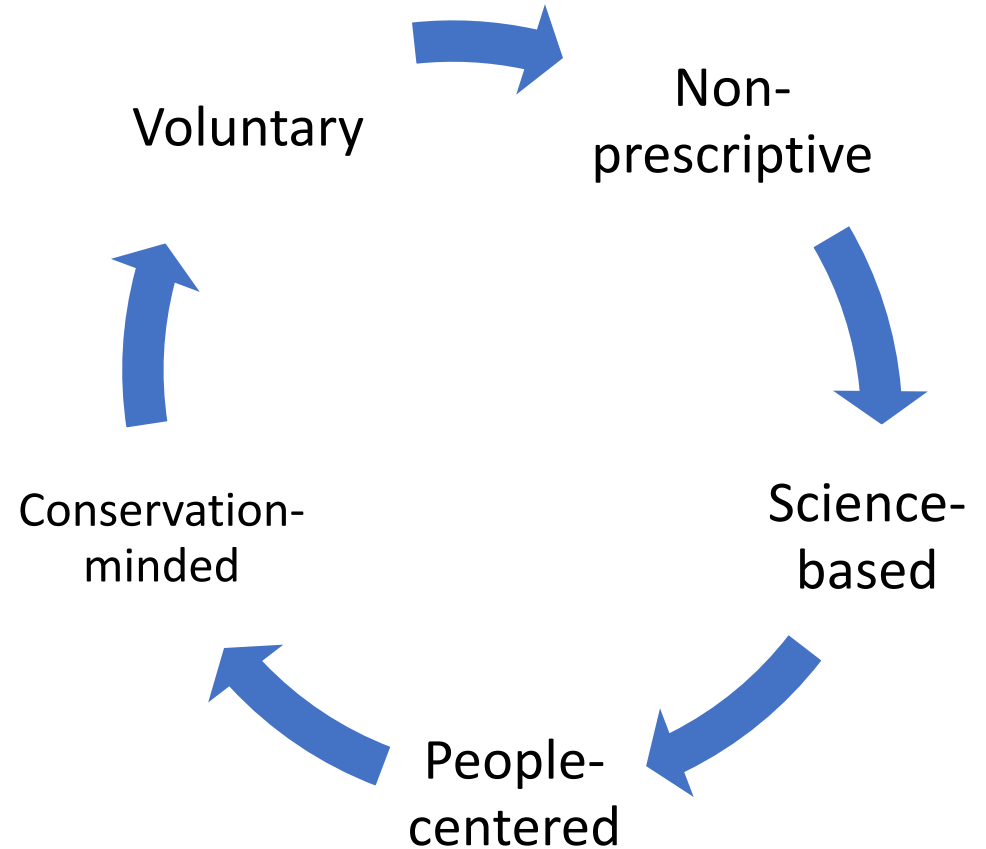 Voluntary
Non-
prescriptive
Science-
based
People-
centered
Conservation-
minded